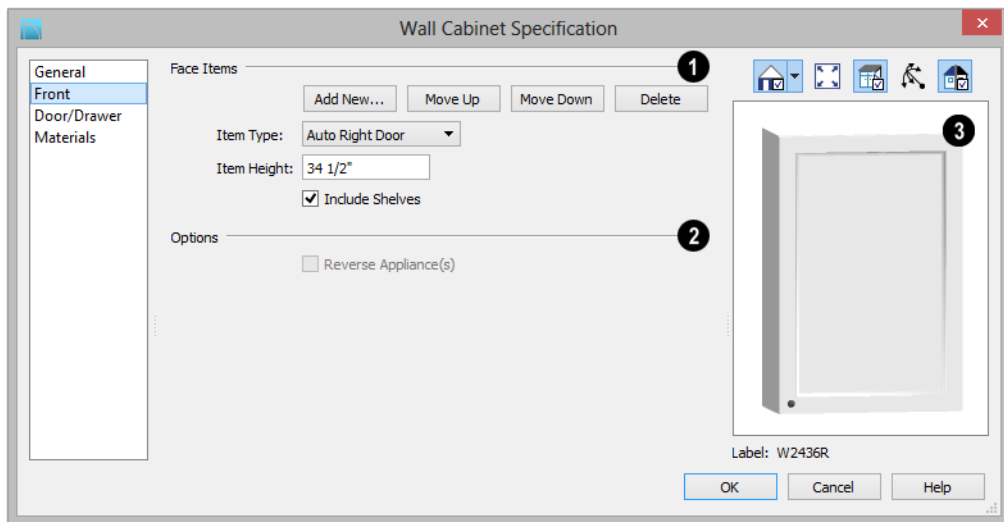 Wall Cabinet Specification
×
General
Front
Door/Drawer
Materials
Face Items
1
Add New...
Move Up
Move Down
Delete
Item Type: Auto Right Door
Item Height: 34 1/2"
Include Shelves
Options
2
Reverse Appliance(s)
3
Label: W2436R
OK
Cancel
Help